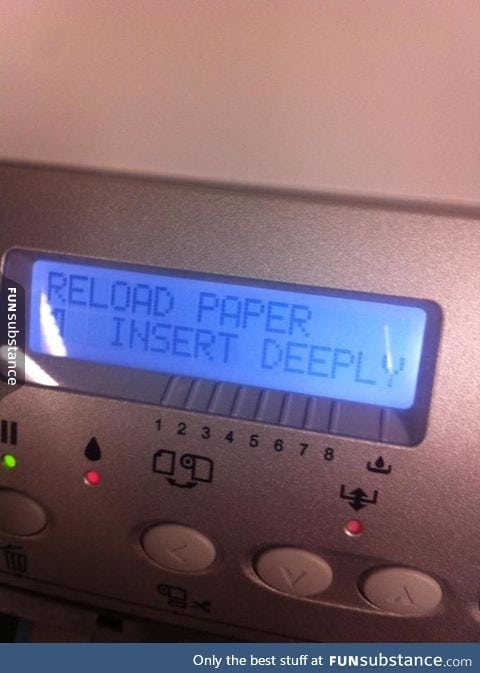 RELOAD PAPER
INSERT DEEPLY
1 2 3 4 5 6 7 8
FUNsubstance
Only the best stuff at FUNsubstance.com